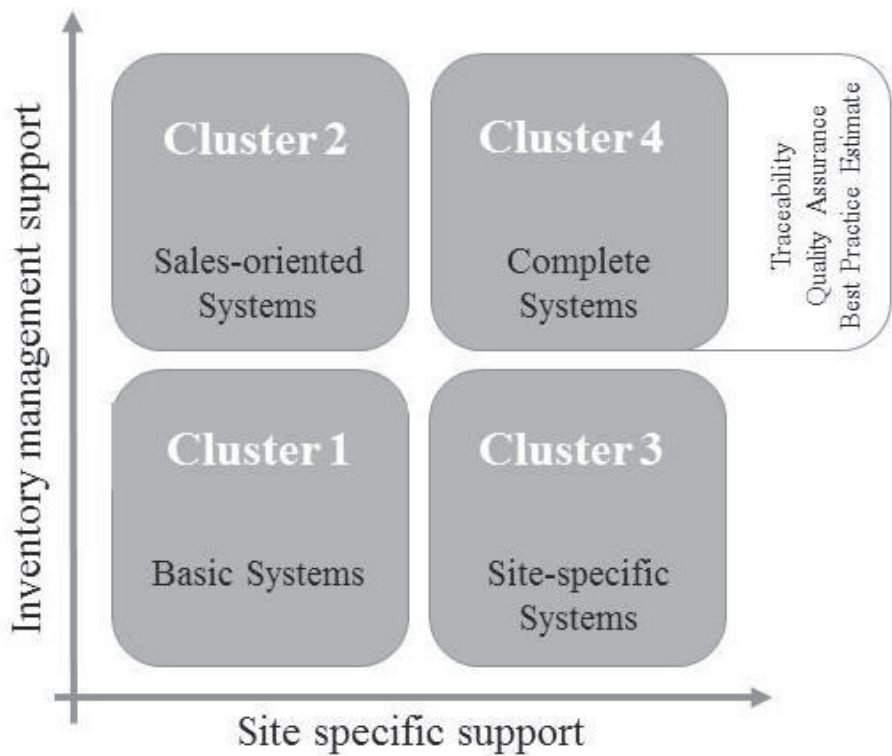 Inventory management support
Cluster 2
Sales-oriented
Systems
Cluster 4
Complete
Systems
Traceability
Quality Assurance
Best Practice Estimate
Cluster 1
Basic Systems
Cluster 3
Site-specific
Systems
Site specific support